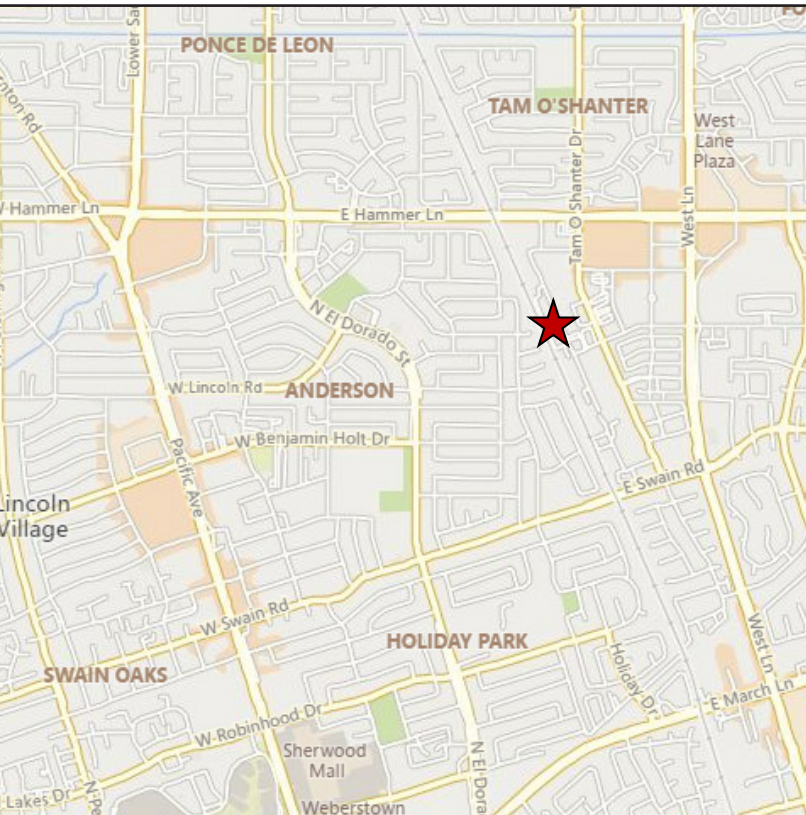 Lower Sa
PONCE DE LEON
TAM O'SHANTER
West
Lane
Plaza
nton Rd
Tam O Shanter Dr
West Ln
W Hammer Ln
E Hammer Ln
N El Dorado St
W Lincoln Rd
ANDERSON
W Benjamin Holt Dr
Pacific Ave
E Swain Rd
Lincoln
Village
W Swain Rd
HOLIDAY PARK
SWAIN OAKS
Holiday Dr
West Ln
E March Ln
W Robinhood Dr
Sherwood
Mall
N El Dora
N Pe
Lakes Dr
Weberstown